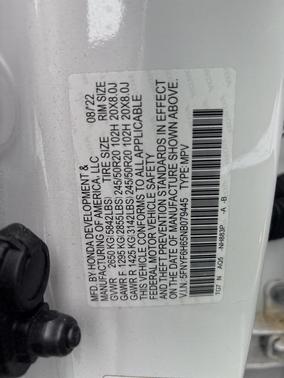 MFD. BY HONDA DEVELOPMENT & 08/22
MANUFACTURING OF AMERICA, LLC
TIRE SIZE RIM SIZE
GVWR 2650 KG(5842LBS)
GAWR F 1295 KG(2855LBS) 245/50R20 102H 20X8.0J
GAWR R 1425 KG(3142LBS) 245/50R20 102H 20X8.0J
THIS VEHICLE CONFORMS TO ALL APPLICABLE
FEDERAL MOTOR VEHICLE SAFETY
AND THEFT PREVENTION STANDARDS IN EFFECT
ON THE DATE OF MANUFACTURE SHOWN ABOVE.
V.I.N. TYPE MPV
TG7 N AQ5 NH883P -A -B